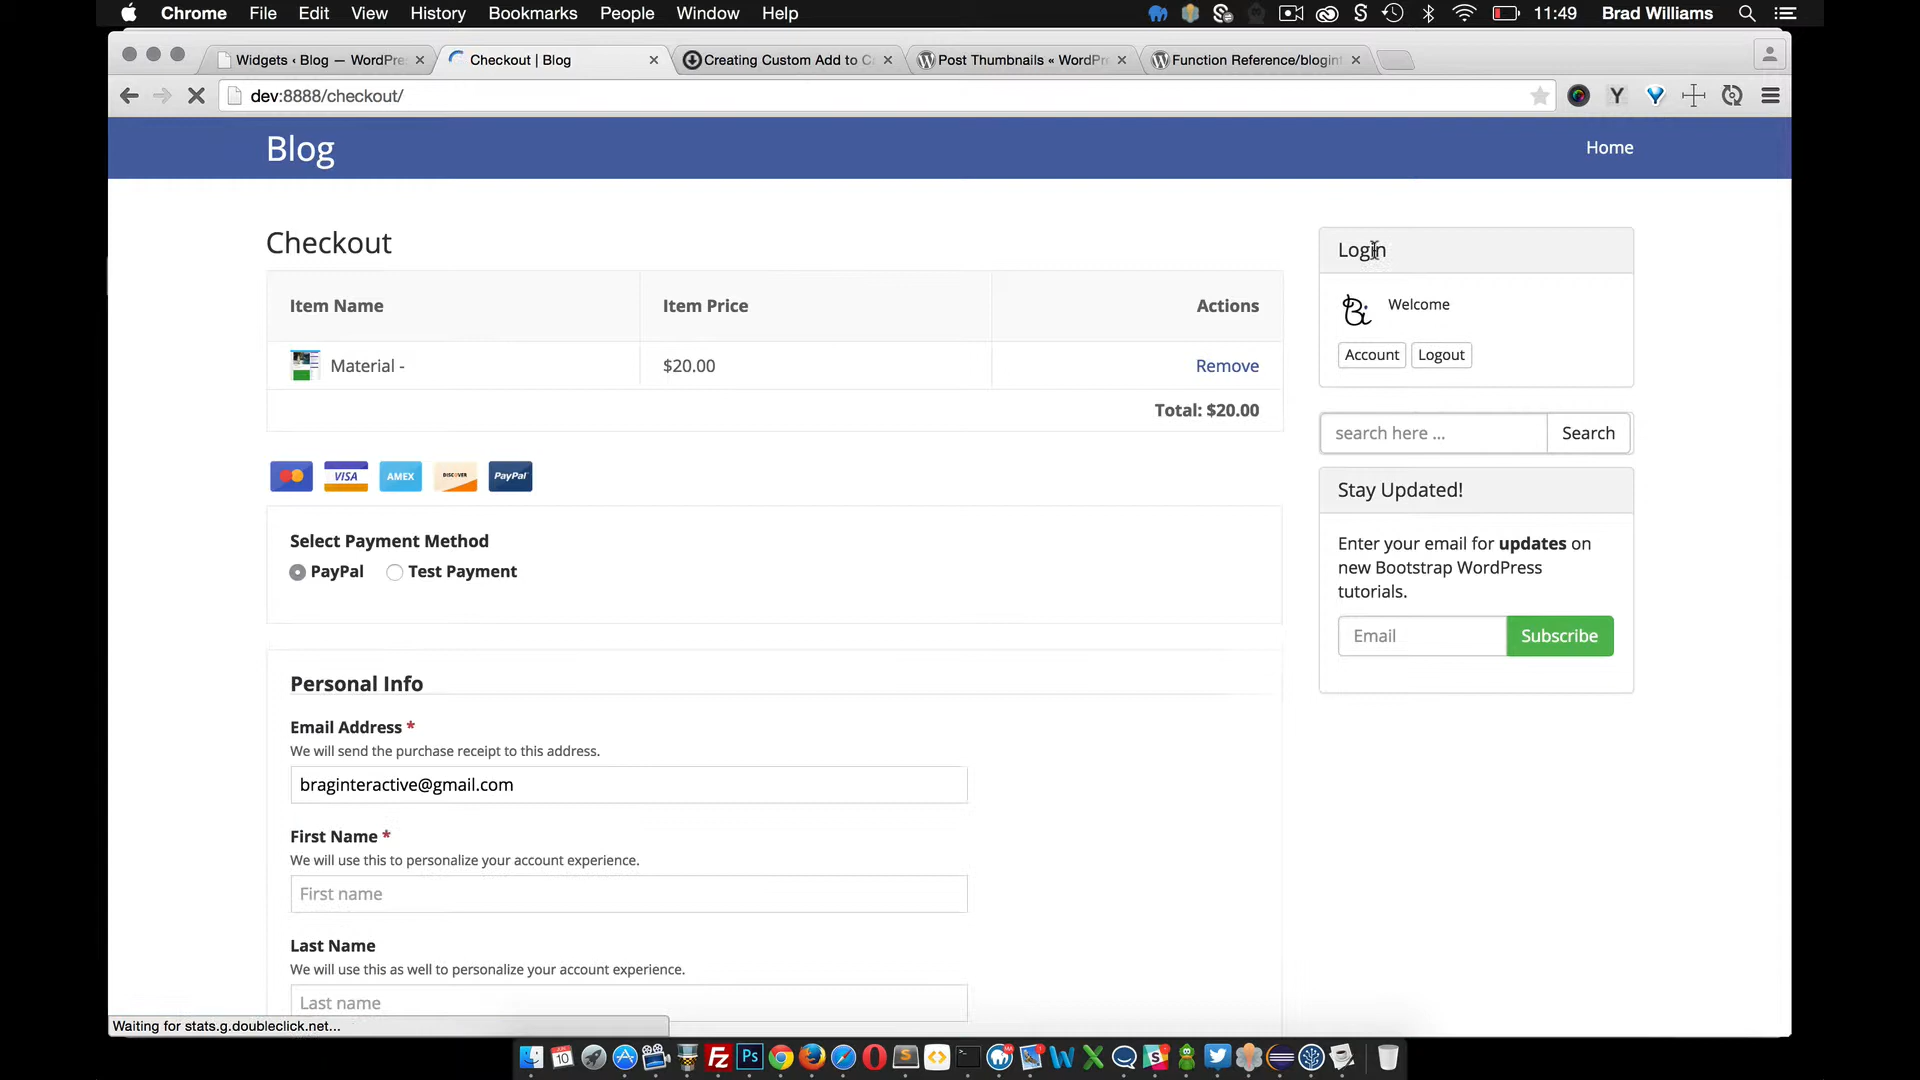 Chrome File Edit View History Bookmarks People Window Help 11:49 Brad Williams
Widgets ‹ Blog — WordPre
Checkout | Blog
Creating Custom Add to C
Post Thumbnails « WordPr
Function Reference/blogin
dev:8888/checkout/
Blog
Home
Checkout
Item Name Item Price Actions
Material - $20.00 Remove
Total: $20.00
VISA AMEX DISCOVER PayPal
Select Payment Method
PayPal Test Payment
Personal Info
Email Address *
We will send the purchase receipt to this address.
braginteractive@gmail.com
First Name *
We will use this to personalize your account experience.
First name
Last Name
We will use this as well to personalize your account experience.
Last name
Login
Welcome
Account Logout
search here ... Search
Stay Updated!
Enter your email for updates on
new Bootstrap WordPress
tutorials.
Email Subscribe
Waiting for stats.g.doubleclick.net...